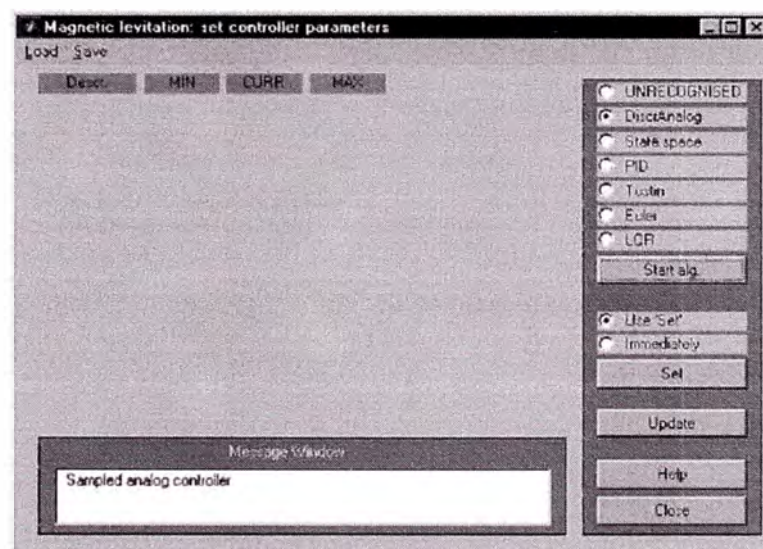 Magnetic levitation: set controller parameters
Load Save
Descr. MIN CURR MAX
UNRECOGNISED
DiscrAnalog
State space
PID
Tustin
Euler
LQR
Start alg.
Use 'Set'
Immediately
Set
Update
Message Window
Sampled analog controller
Help
Close